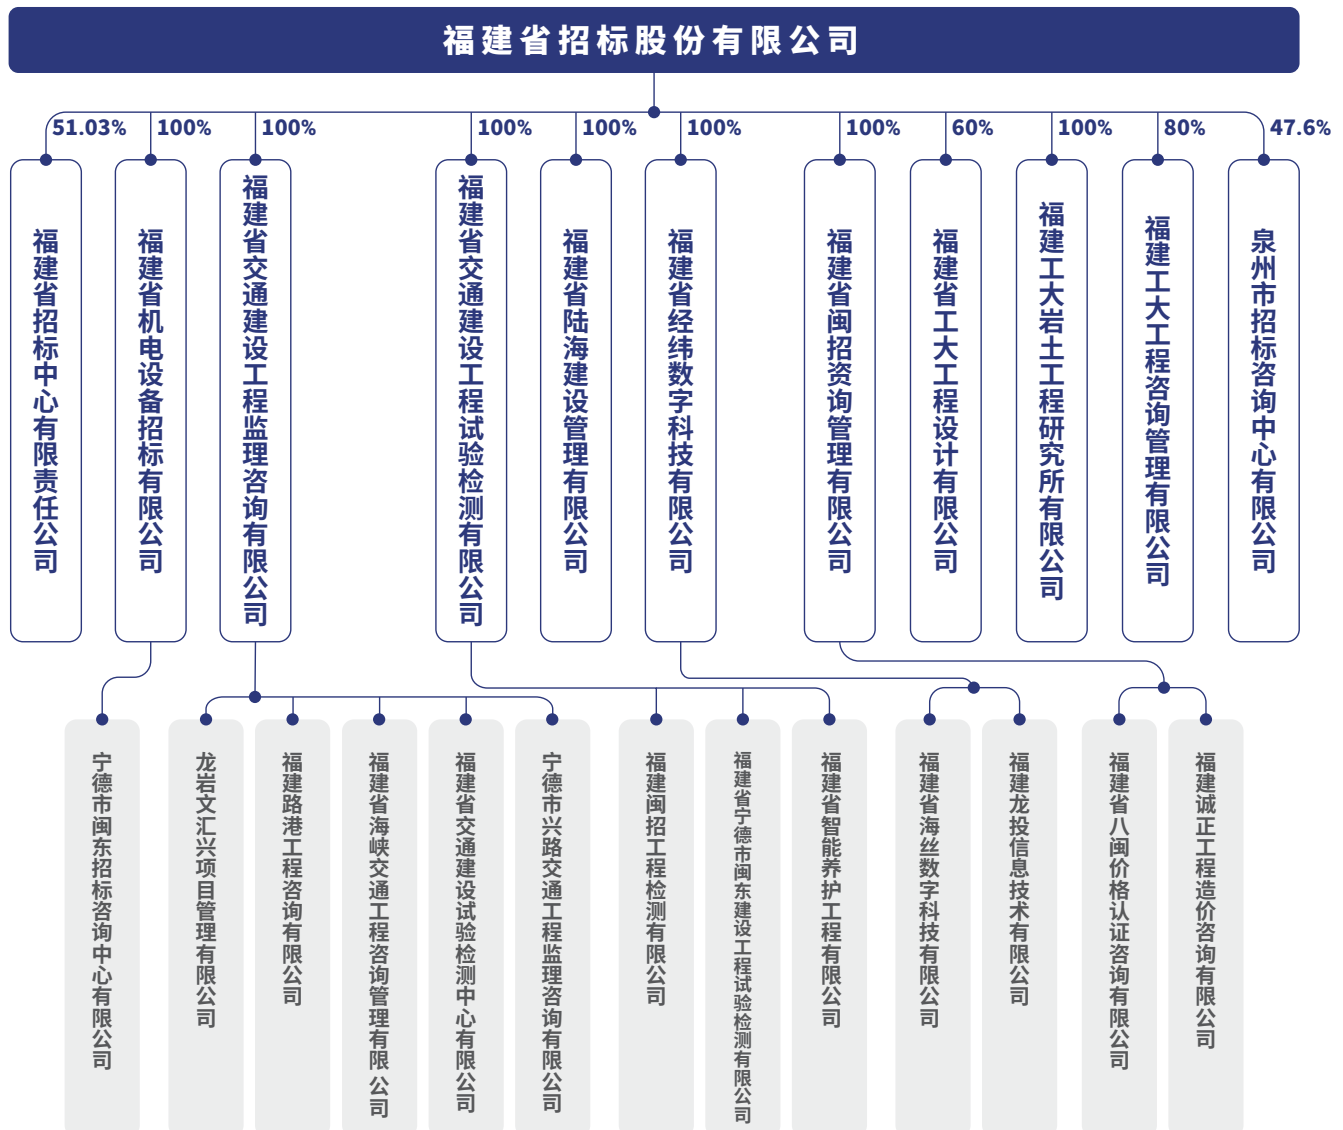 福建省招标股份有限公司
51.03%
100%
100%
100%
100%
100%
100%
60%
100%
80%
47.6%
福建省招标中心有限责任公司
福建省机电设备招标有限公司
福建省交通建设工程监理咨询有限公司
福建省交通建设工程试验检测有限公司
福建省陆海建设管理有限公司
福建省经纬数字科技有限公司
福建省闽招资询管理有限公司
福建省工大工程设计有限公司
福建工大岩土工程研究所有限公司
福建工大工程咨询管理有限公司
泉州市招标咨询中心有限公司
宁德市闽东招标咨询中心有限公司
龙岩文汇兴项目管理有限公司
福建路港工程咨询有限公司
福建省海峡交通工程咨询管理有限公司
福建省交通建设试验检测中心有限公司
宁德市兴路交通工程监理咨询有限公司
福建闽招工程检测有限公司
福建省宁德市闽东建设工程试验检测有限公司
福建省智能养护工程有限公司
福建省海丝数字科技有限公司
福建龙投信息技术有限公司
福建省八闽价格认证咨询有限公司
福建诚正工程造价咨询有限公司